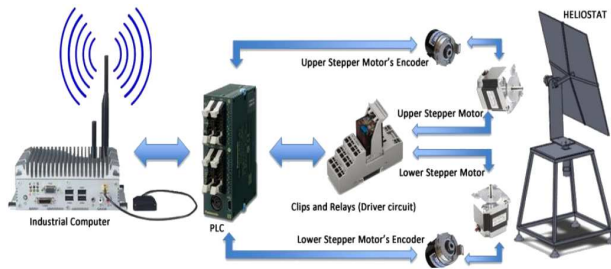 HELIOSTAT
Upper Stepper Motor's Encoder
Upper Stepper Motor
Lower Stepper Motor
Clips and Relays (Driver circuit)
Industrial Computer
PLC
Lower Stepper Motor's Encoder